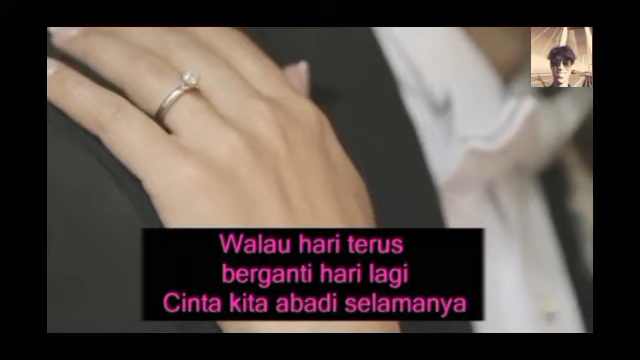 Walau hari terus
berganti hari lagi
Cinta kita abadi selamanya